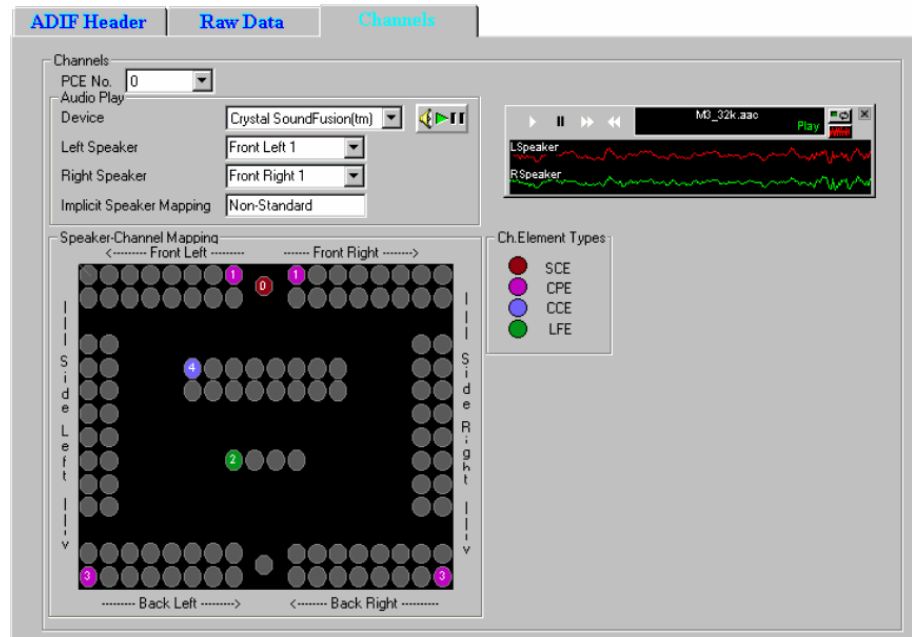 ADIF Header Raw Data Channels
Channels
PCE No. 0
Audio Play
Device Crystal SoundFusion(tm)
Left Speaker Front Left 1
Right Speaker Front Right 1
Implicit Speaker Mapping Non-Standard
M3_32k.aac
Play
LSpeaker
RSpeaker
Speaker-Channel Mapping
<--------- Front Left --------- ------ Front Right -------->
1 0 1
4
2
3 3
Side Left
Side Right
--------- Back Left ---------> <------- Back Right ----------
Ch.Element Types
SCE
CPE
CCE
LFE